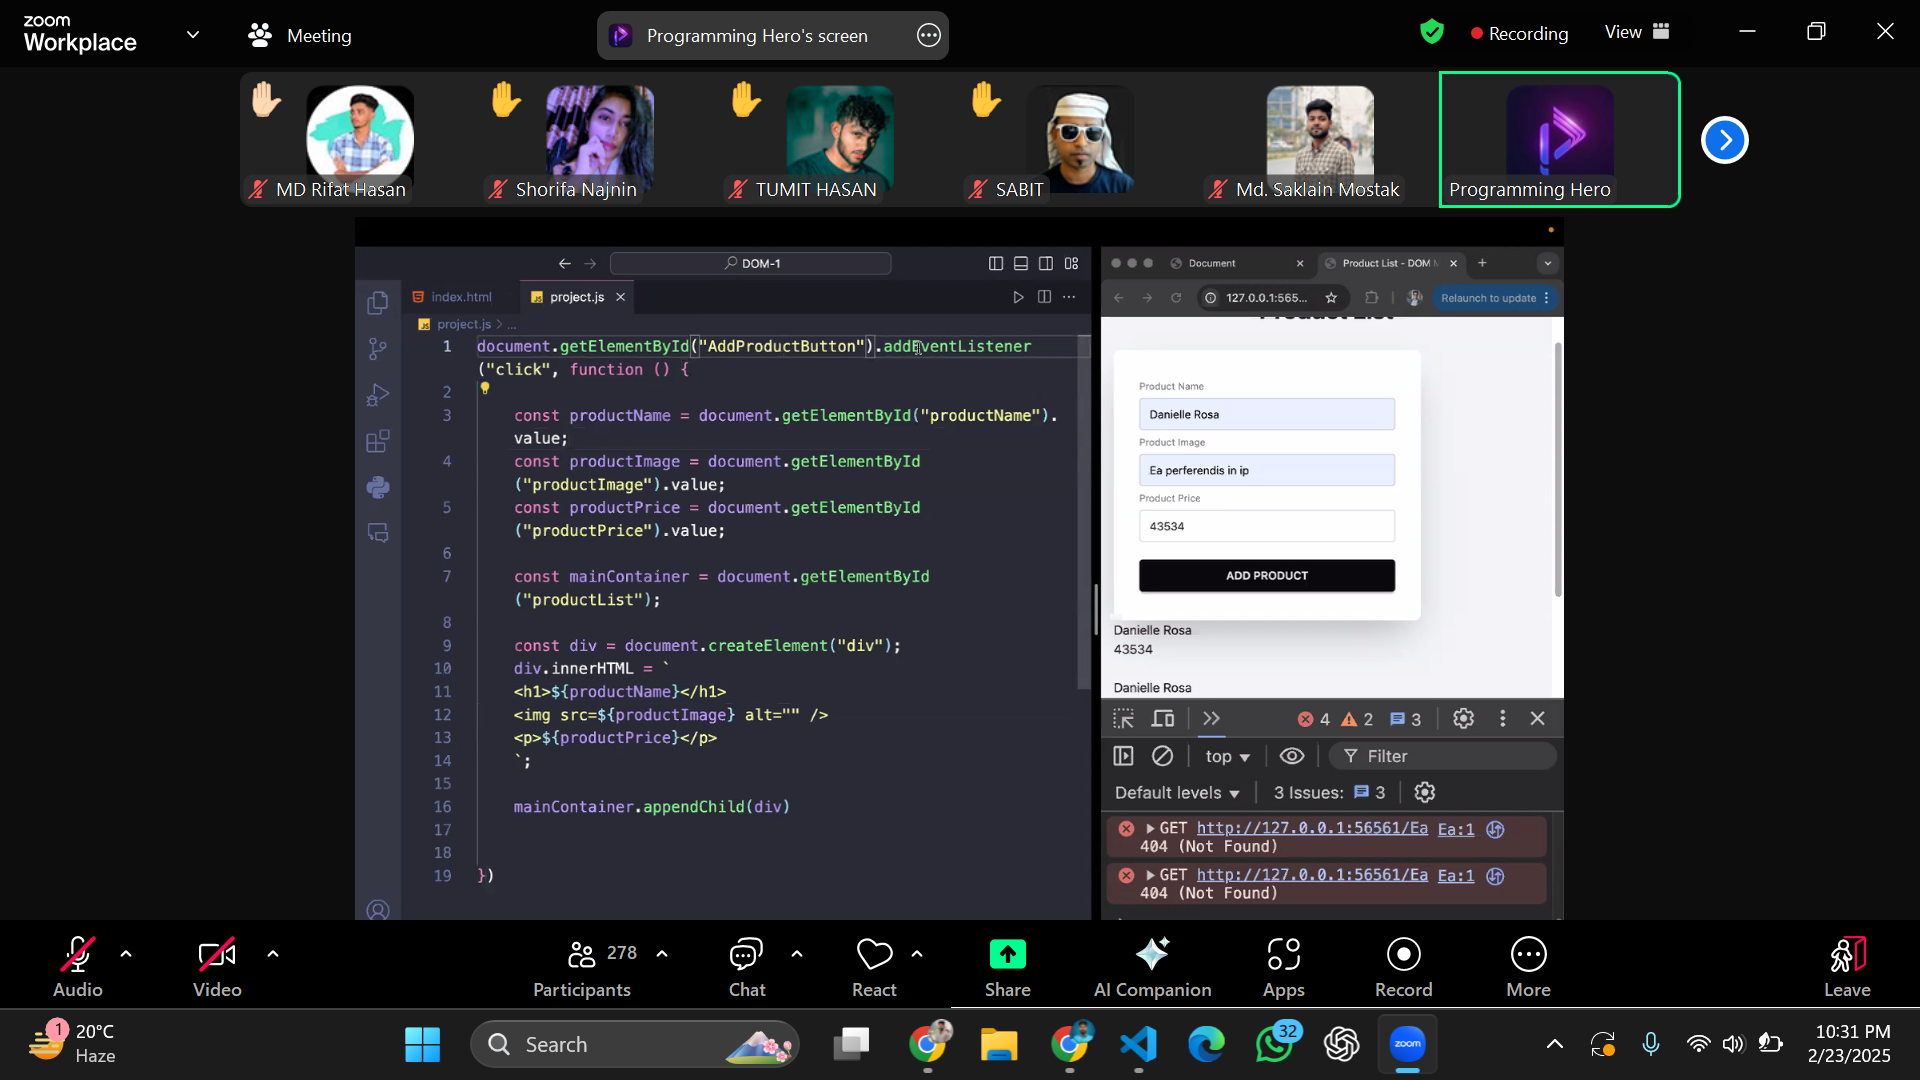 zoom
Workplace
Meeting
Programming Hero's screen
Recording
View
MD Rifat Hasan
Shorifa Najnin
TUMIT HASAN
SABIT
Md. Saklain Mostak
Programming Hero
DOM-1
index.html
project.js
project.js > ...
1 document.getElementById("AddProductButton").addEventListener
("click", function () {
2
3 const productName = document.getElementById("productName").
value;
4 const productImage = document.getElementById
("productImage").value;
5 const productPrice = document.getElementById
("productPrice").value;
6
7 const mainContainer = document.getElementById
("productList");
8
9 const div = document.createElement("div");
10 div.innerHTML = `
11 <h1>${productName}</h1>
12 <img src=${productImage} alt="" />
13 <p>${productPrice}</p>
14 `;
15
16 mainContainer.appendChild(div)
17
18
19 })
Document
Product List - DOM
127.0.0.1:565...
Relaunch to update
Product List
Product Name
Danielle Rosa
Product Image
Ea perferendis in ip
Product Price
43534
ADD PRODUCT
Danielle Rosa
43534
Danielle Rosa
4 2 3
top
Filter
Default levels
3 Issues: 3
GET http://127.0.0.1:56561/Ea Ea:1
404 (Not Found)
GET http://127.0.0.1:56561/Ea Ea:1
404 (Not Found)
Audio
Video
278
Participants
Chat
React
Share
AI Companion
Apps
Record
More
Leave
1
20°C
Haze
Search
32
zoom
10:31 PM
2/23/2025